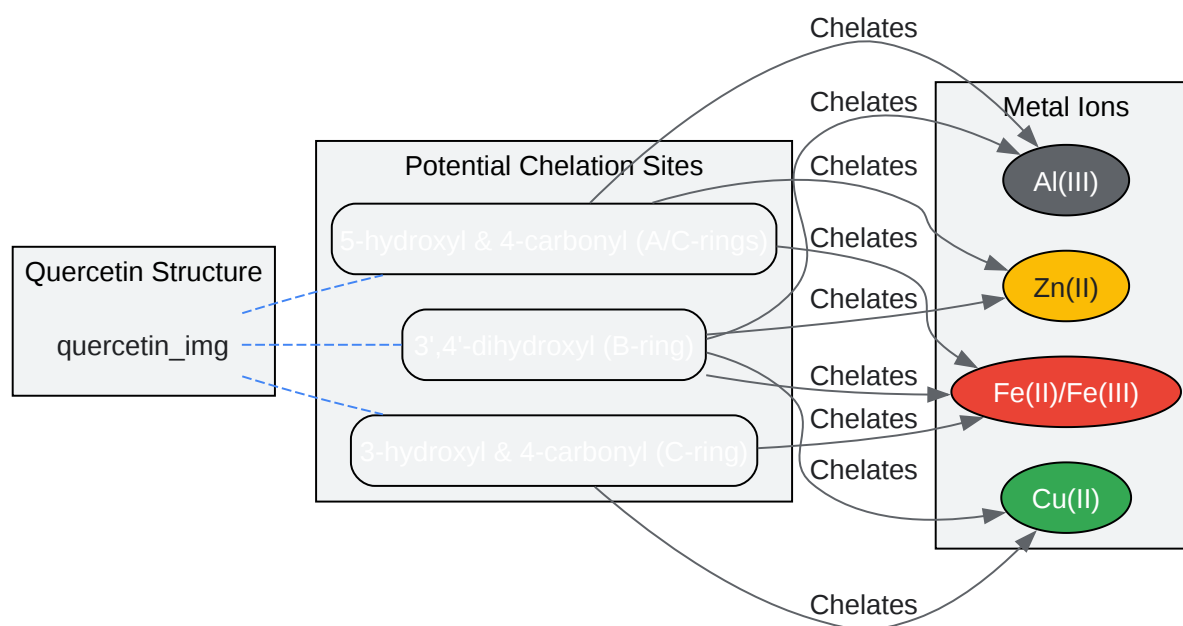 Quercetin Structure
quercetin_img
Potential Chelation Sites
5-hydroxyl & 4-carbonyl (A/C-rings)
3',4'-dihydroxyl (B-ring)
3-hydroxyl & 4-carbonyl (C-ring)
Chelates
Chelates
Chelates
Chelates
Chelates
Chelates
Chelates
Chelates
Chelates
Metal Ions
Al(III)
Zn(II)
Fe(II)/Fe(III)
Cu(II)